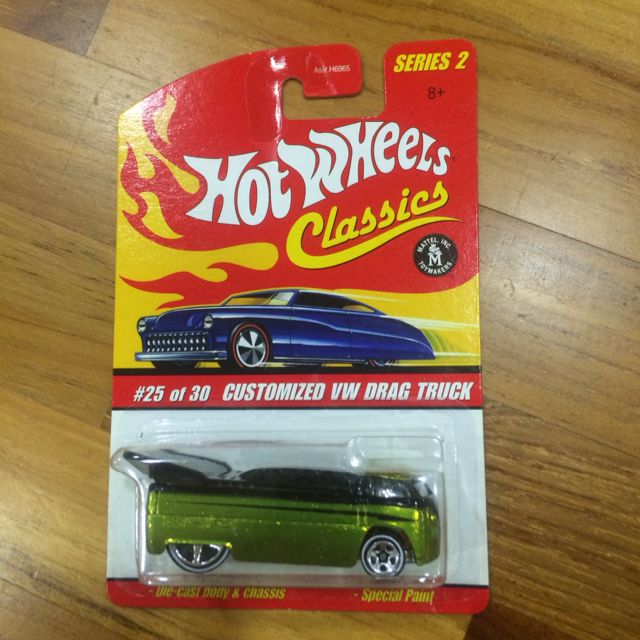 Asst.H6965
SERIES 2
8+
HOT WHEELS
Classics
MATTEL, INC.
M
TOYMAKERS
#25 of 30 CUSTOMIZED VW DRAG TRUCK
- Die-cast body & chassis
- Special Paint